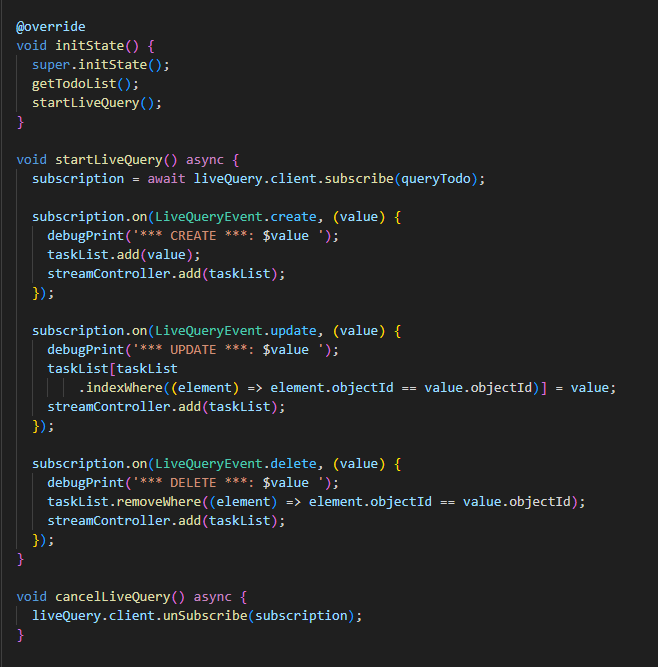 @override
void initState() {
  super.initState();
  getTodoList();
  startLiveQuery();
}

void startLiveQuery() async {
  subscription = await liveQuery.client.subscribe(queryTodo);

  subscription.on(LiveQueryEvent.create, (value) {
    debugPrint('*** CREATE ***: $value ');
    taskList.add(value);
    streamController.add(taskList);
  });

  subscription.on(LiveQueryEvent.update, (value) {
    debugPrint('*** UPDATE ***: $value ');
    taskList[taskList
        .indexWhere((element) => element.objectId == value.objectId)] = value;
    streamController.add(taskList);
  });

  subscription.on(LiveQueryEvent.delete, (value) {
    debugPrint('*** DELETE ***: $value ');
    taskList.removeWhere((element) => element.objectId == value.objectId);
    streamController.add(taskList);
  });
}

void cancelLiveQuery() async {
  liveQuery.client.unSubscribe(subscription);
}